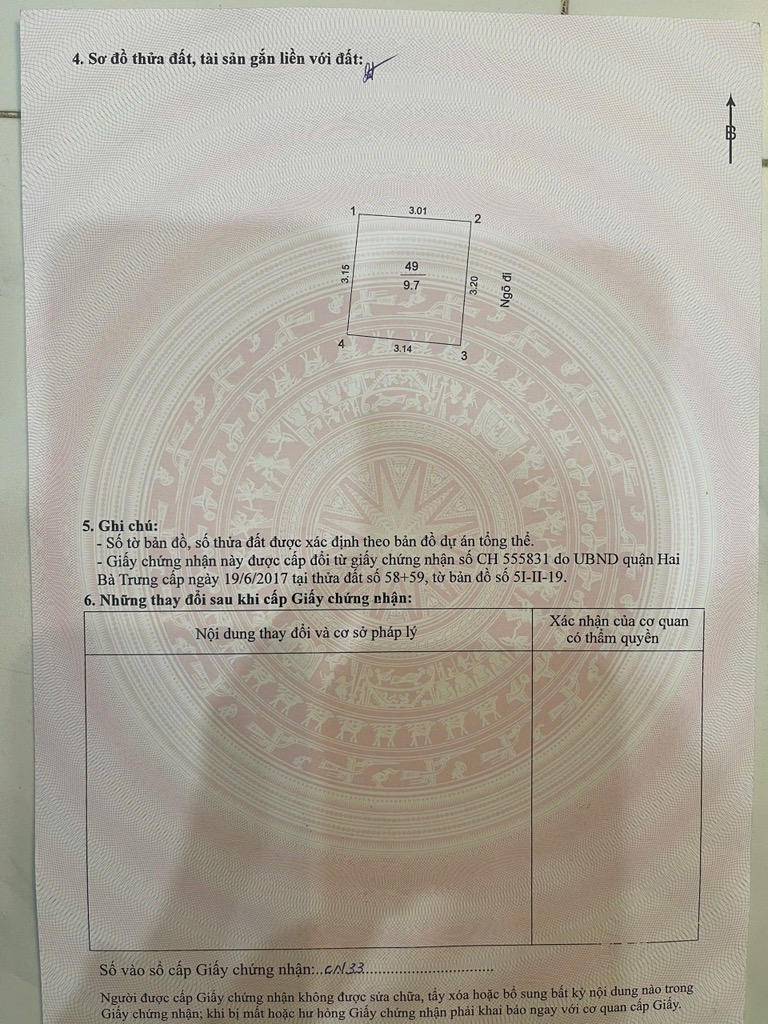 4. Sơ đồ thửa đất, tài sản gắn liền với đất:
B
1 3.01 2
3.15 49 3.20 Ngõ đi
9.7
4 3.14 3
5. Ghi chú:
- Số tờ bản đồ, số thửa đất được xác định theo bản đồ dự án tổng thể.
- Giấy chứng nhận này được cấp đổi từ giấy chứng nhận số CH 555831 do UBND quận Hai
Bà Trưng cấp ngày 19/6/2017 tại thửa đất số 58+59, tờ bản đồ số 5I-II-19.
6. Những thay đổi sau khi cấp Giấy chứng nhận:
Nội dung thay đổi và cơ sở pháp lý
Xác nhận của cơ quan
có thẩm quyền
Số vào sổ cấp Giấy chứng nhận:..CN33................................
Người được cấp Giấy chứng nhận không được sửa chữa, tẩy xóa hoặc bổ sung bất kỳ nội dung nào trong
Giấy chứng nhận; khi bị mất hoặc hư hỏng Giấy chứng nhận phải khai báo ngay với cơ quan cấp Giấy.